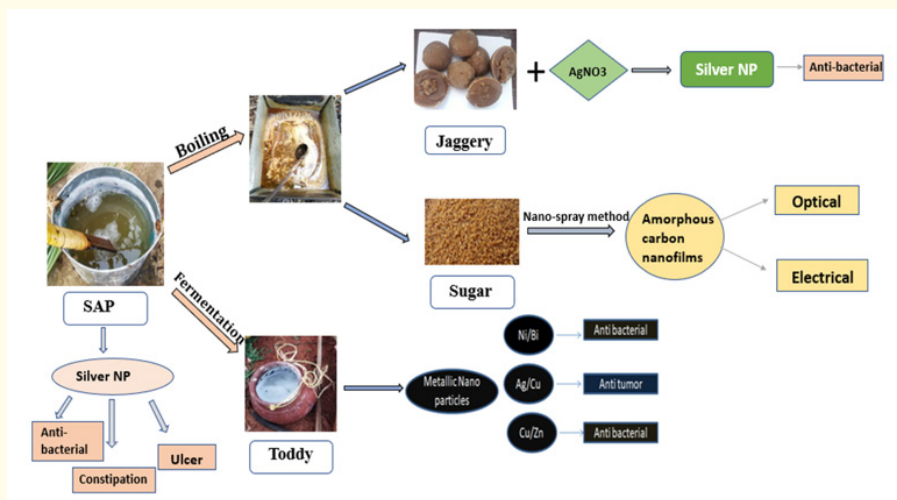 Boiling
Jaggery
+
AgNO3
Silver NP
Anti-bacterial
SAP
Sugar
Nano-spray method
Amorphous
carbon
nanofilms
Optical
Electrical
Fermentation
Toddy
Metallic Nano
particles
Ni/Bi
Anti bacterial
Ag/Cu
Anti tumor
Cu/Zn
Anti bacterial
Silver NP
Anti-
bacterial
Constipation
Ulcer